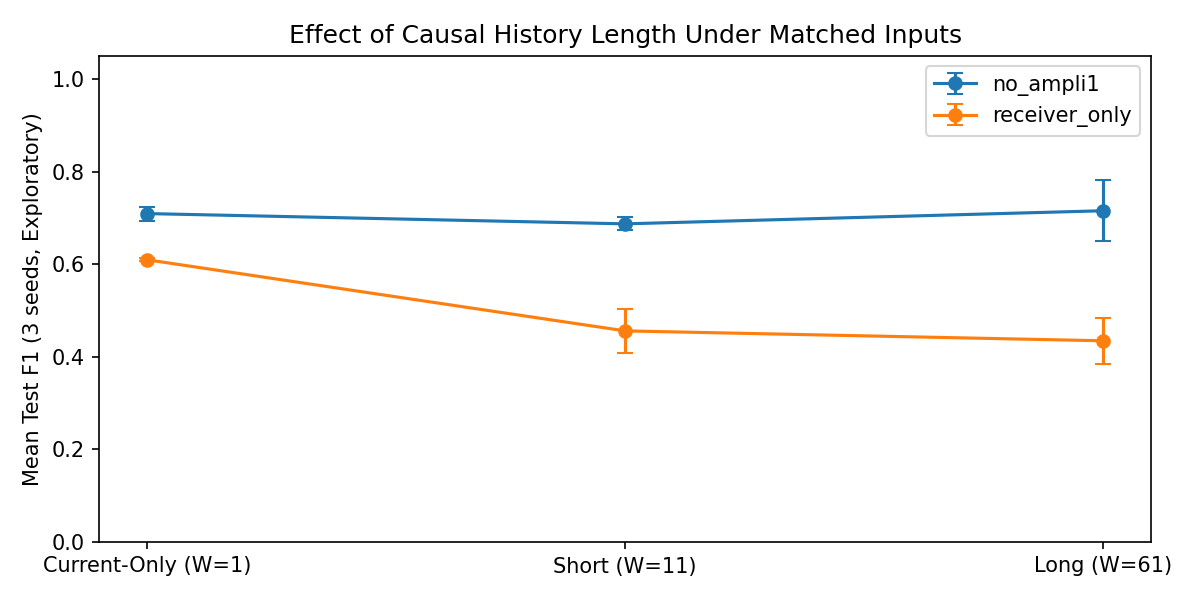 Effect of Causal History Length Under Matched Inputs
no_ampli1
receiver_only
Mean Test F1 (3 seeds, Exploratory)
1.0
0.8
0.6
0.4
0.2
0.0
Current-Only (W=1)
Short (W=11)
Long (W=61)